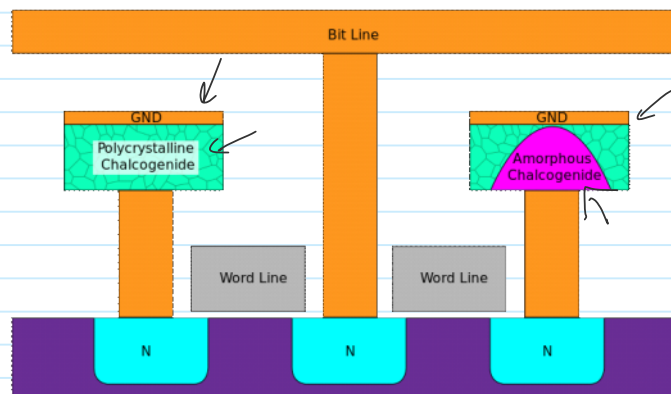 Bit Line
GND
GND
Polycrystalline
Chalcogenide
Amorphous
Chalcogenide
Word Line
Word Line
N
N
N